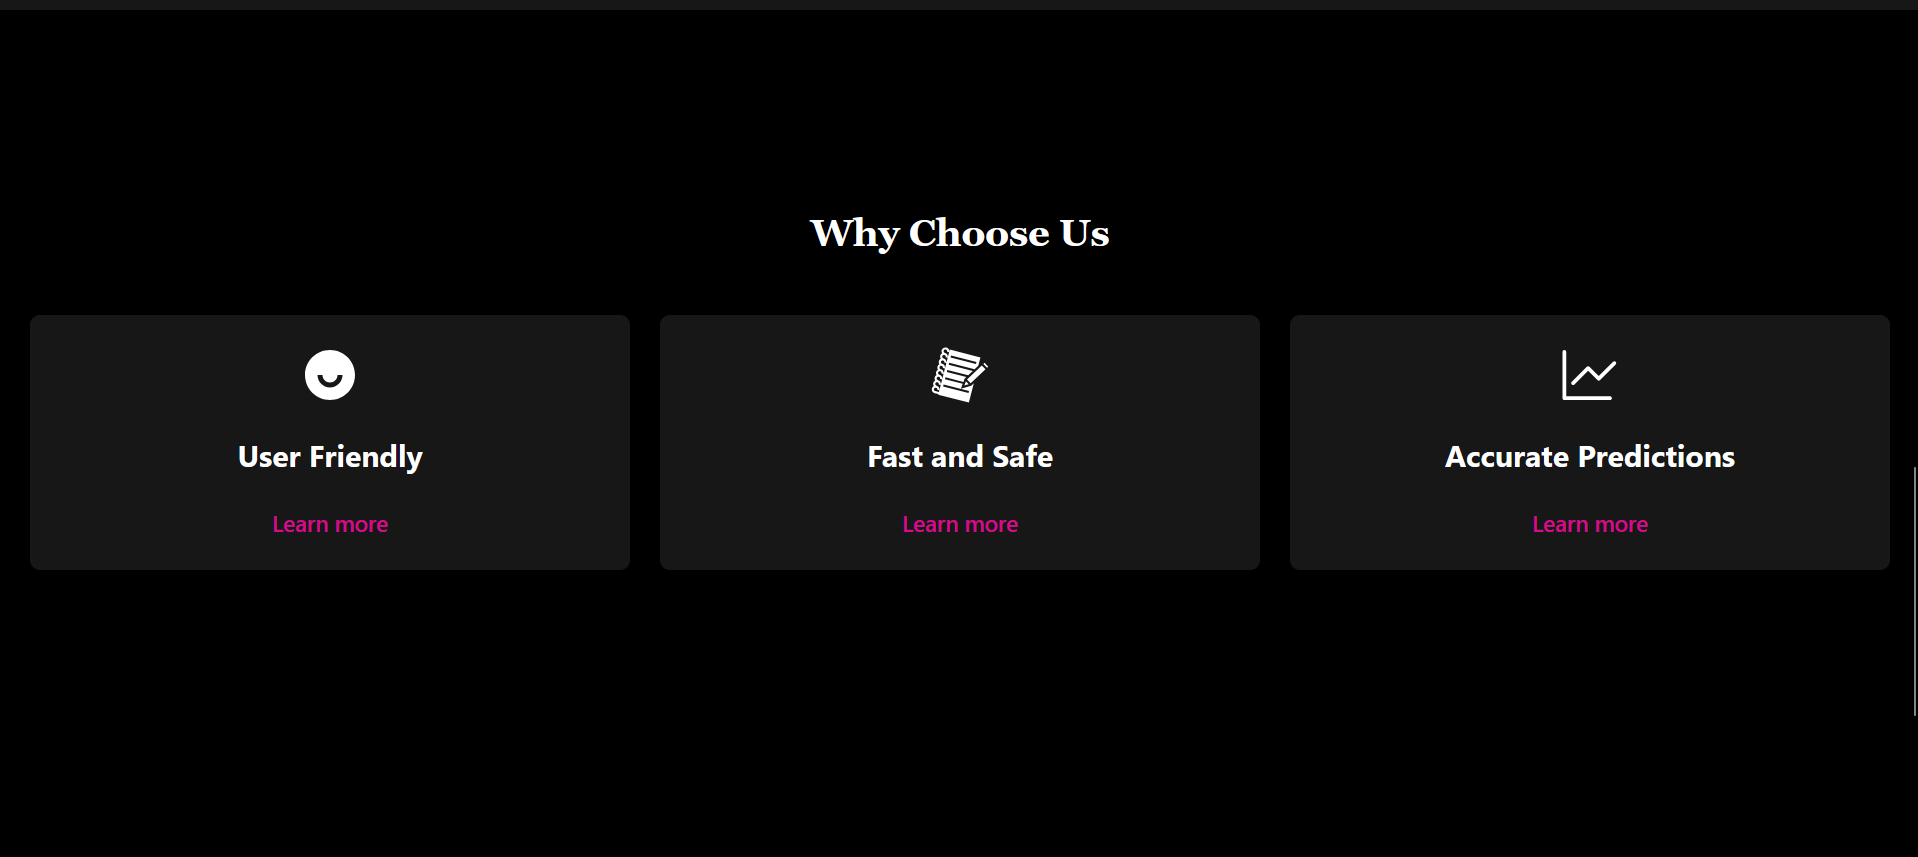 Why Choose Us
User Friendly
Learn more
Fast and Safe
Learn more
Accurate Predictions
Learn more